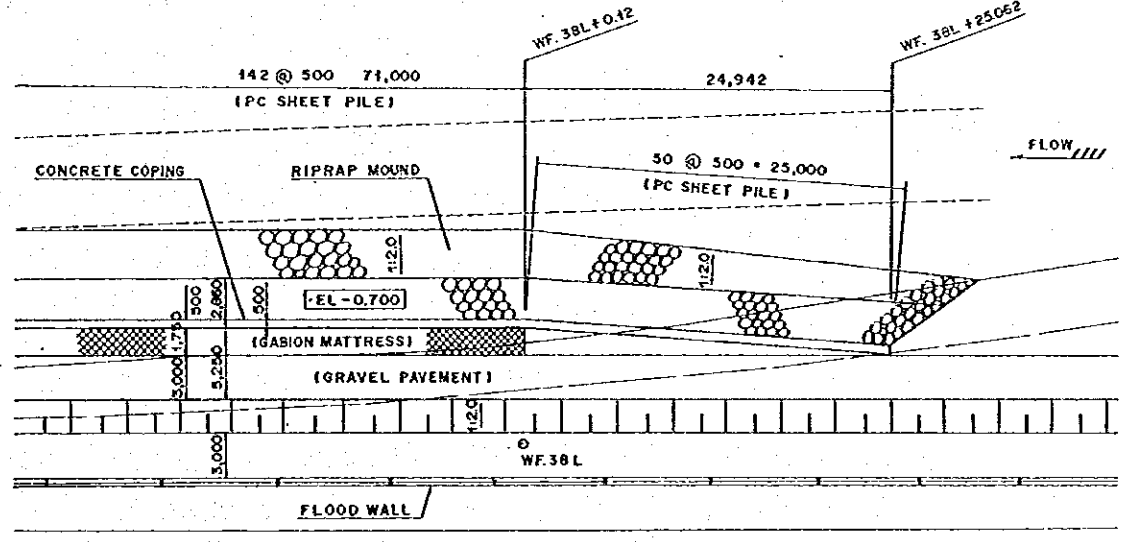 WF. 38L+0.12
WF. 38L+25.062
142 @ 500 71,000
(PC SHEET PILE)
24,942
FLOW
50 @ 500 = 25,000
(PC SHEET PILE)
CONCRETE COPING
RIPRAP MOUND
1:2.0
1:2.0
500
500
EL-0.700
1,750
(GABION MATTRESS)
3,000
5,250
(GRAVEL PAVEMENT)
1:2.0
3,000
WF.38L
FLOOD WALL